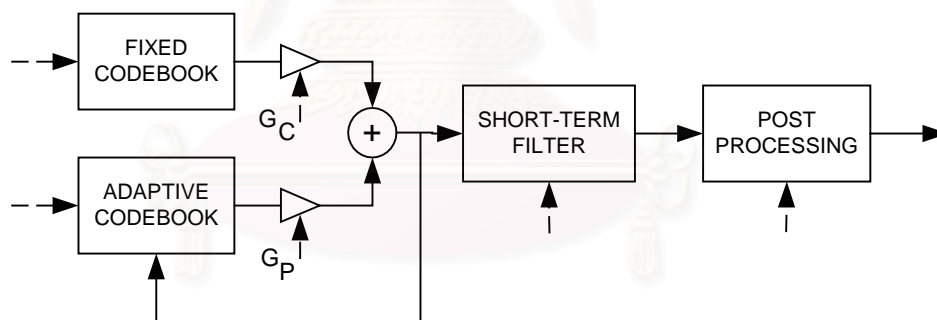 FIXED
CODEBOOK
G_C
+
SHORT-TERM
FILTER
POST
PROCESSING
ADAPTIVE
CODEBOOK
G_P